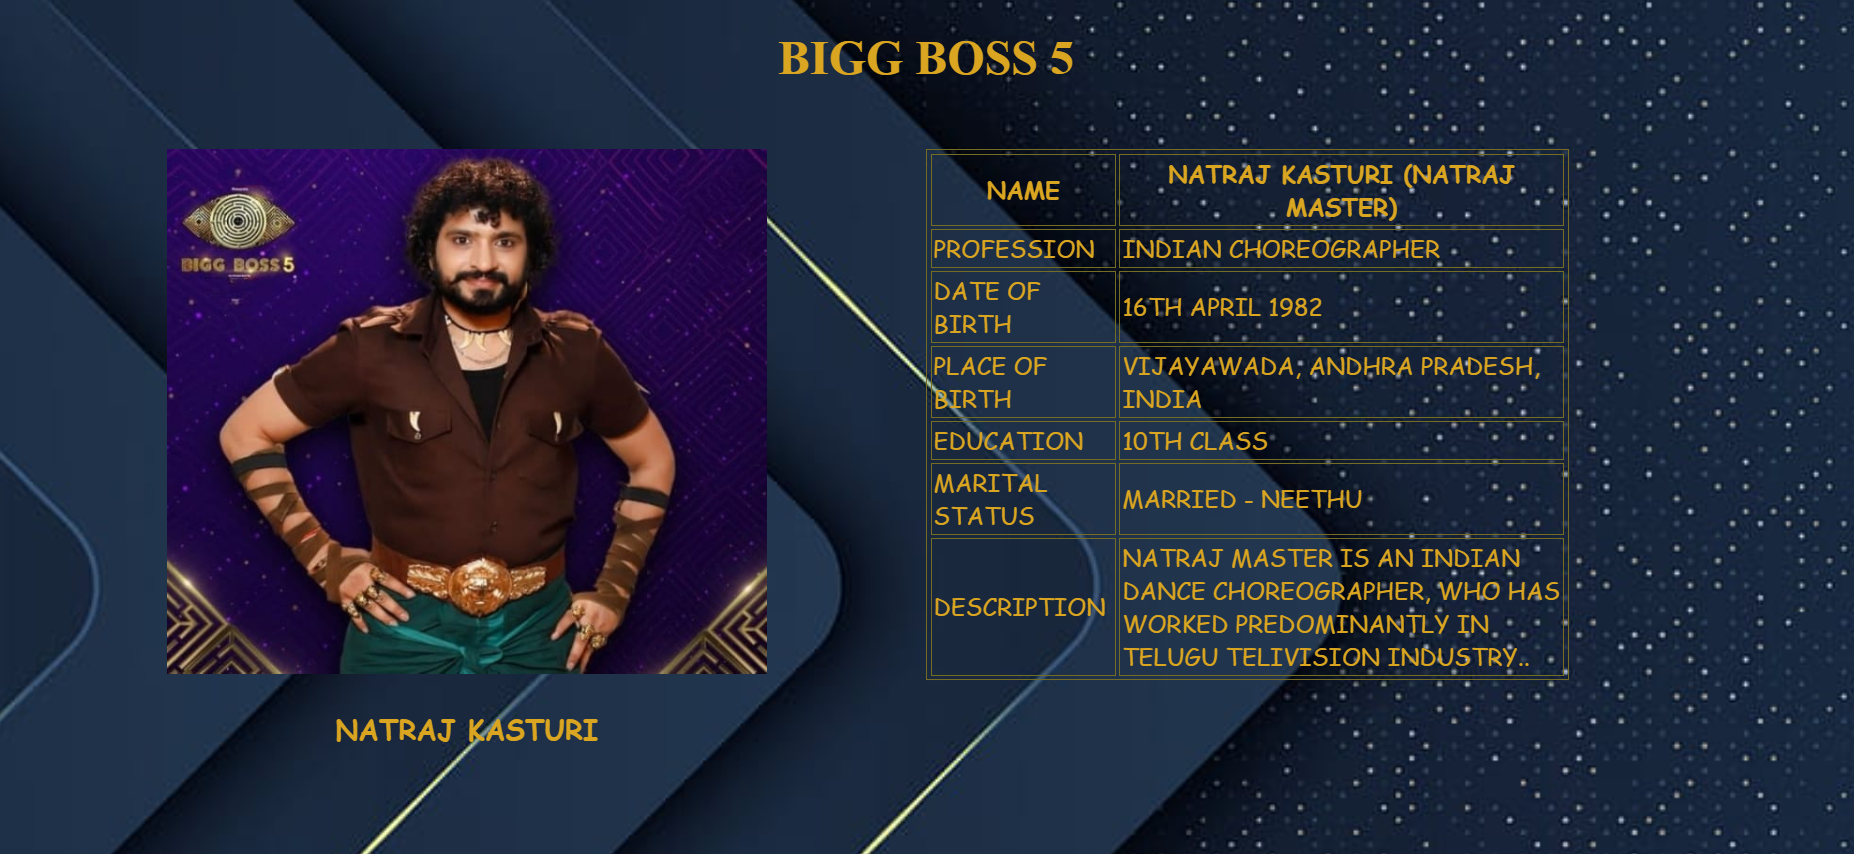 BIGG BOSS 5
BIGG BOSS 5
NATRAJ KASTURI
NAME
NATRAJ KASTURI (NATRAJ
MASTER)
PROFESSION
INDIAN CHOREOGRAPHER
DATE OF
BIRTH
16TH APRIL 1982
PLACE OF
BIRTH
VIJAYAWADA, ANDHRA PRADESH,
INDIA
EDUCATION
10TH CLASS
MARITAL
STATUS
MARRIED - NEETHU
DESCRIPTION
NATRAJ MASTER IS AN INDIAN
DANCE CHOREOGRAPHER, WHO HAS
WORKED PREDOMINANTLY IN
TELUGU TELIVISION INDUSTRY..